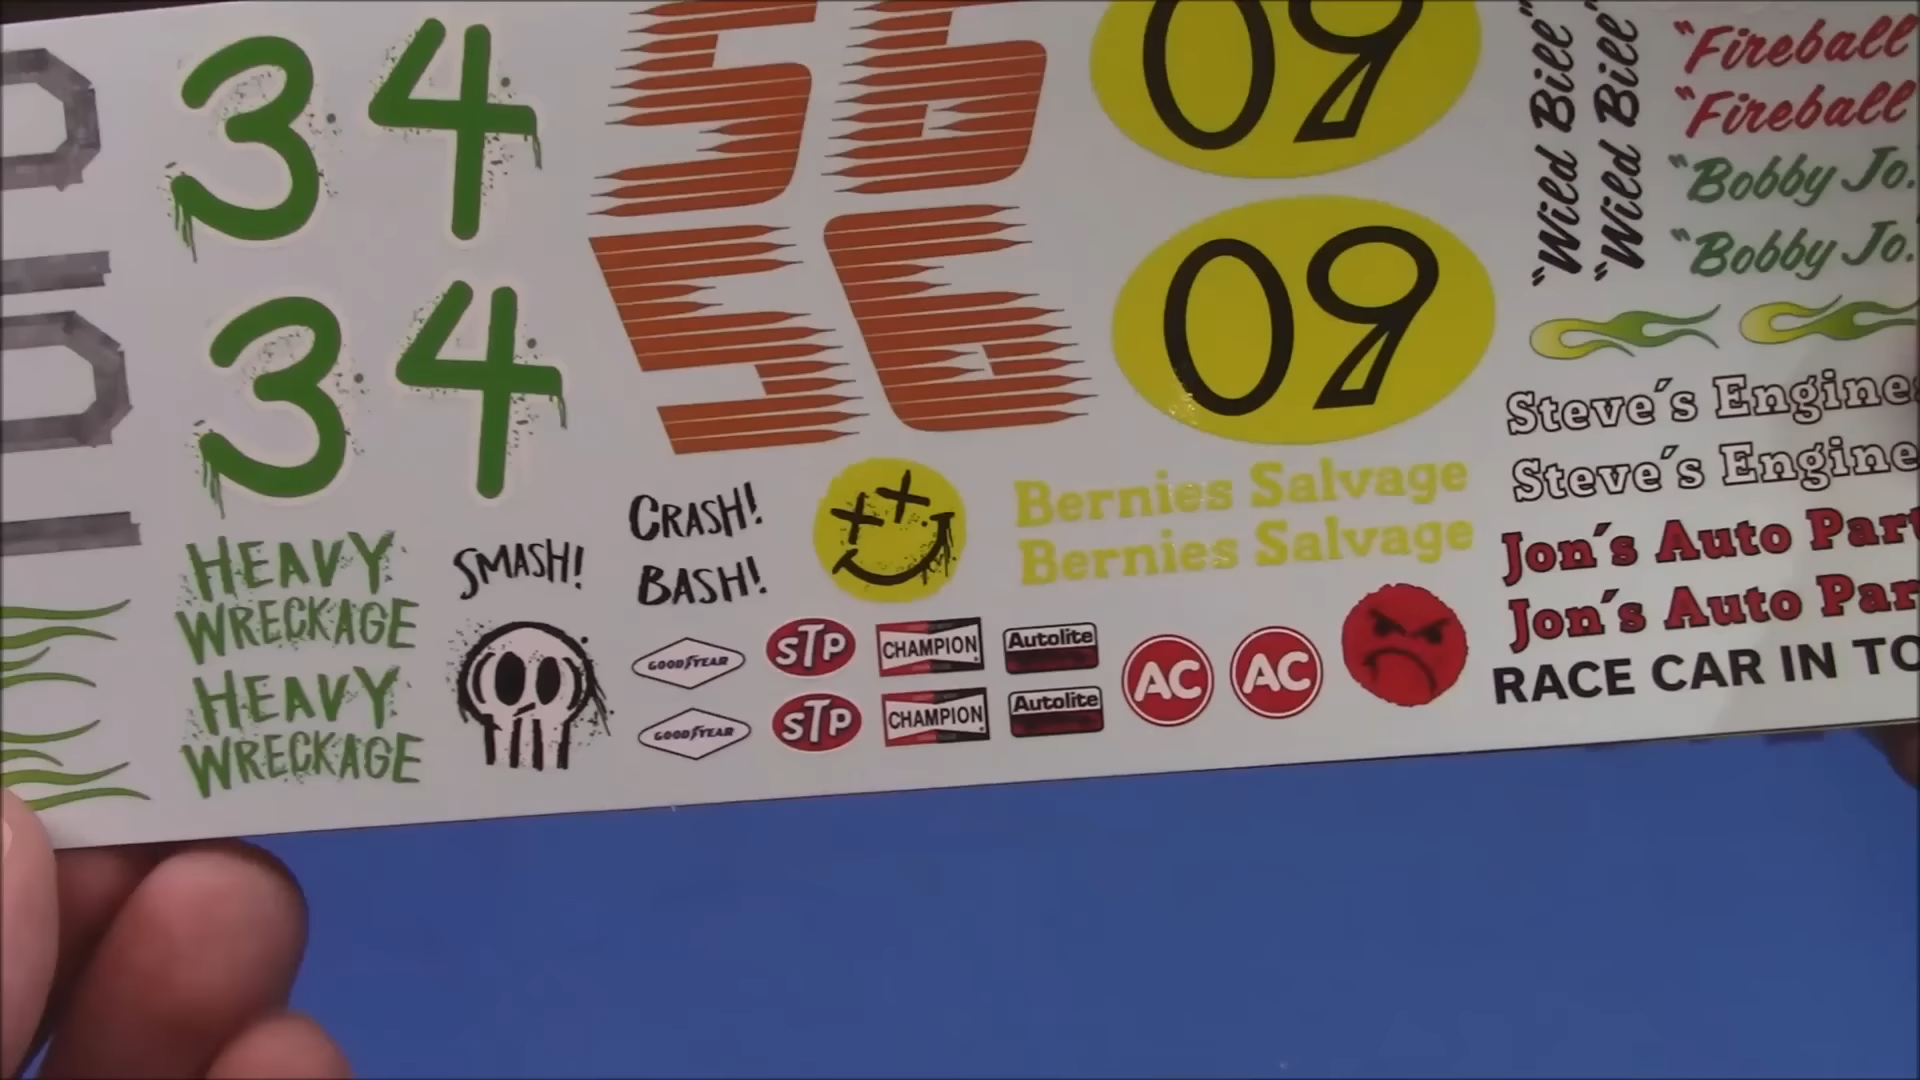 34
56
09
"Wild Bill"
"Wild Bill"
"Fireball
"Fireball
"Bobby Jo.
"Bobby Jo.
34
56
09
Steve's Engine
Steve's Engine
HEAVY
WRECKAGE
HEAVY
WRECKAGE
SMASH!
CRASH!
BASH!
Bernies Salvage
Bernies Salvage
Jon's Auto Part
Jon's Auto Par
GOODYEAR
GOODYEAR
STP
STP
CHAMPION
CHAMPION
Autolite
Autolite
AC
AC
RACE CAR IN TO